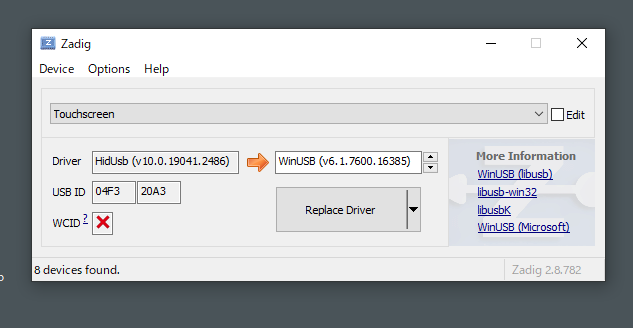 Zadig
Device Options Help
Touchscreen Edit
Driver HidUsb (v10.0.19041.2486) WinUSB (v6.1.7600.16385)
USB ID 04F3 20A3
WCID ?
Replace Driver
More Information
WinUSB (libusb)
libusb-win32
libusbK
WinUSB (Microsoft)
8 devices found. Zadig 2.8.782